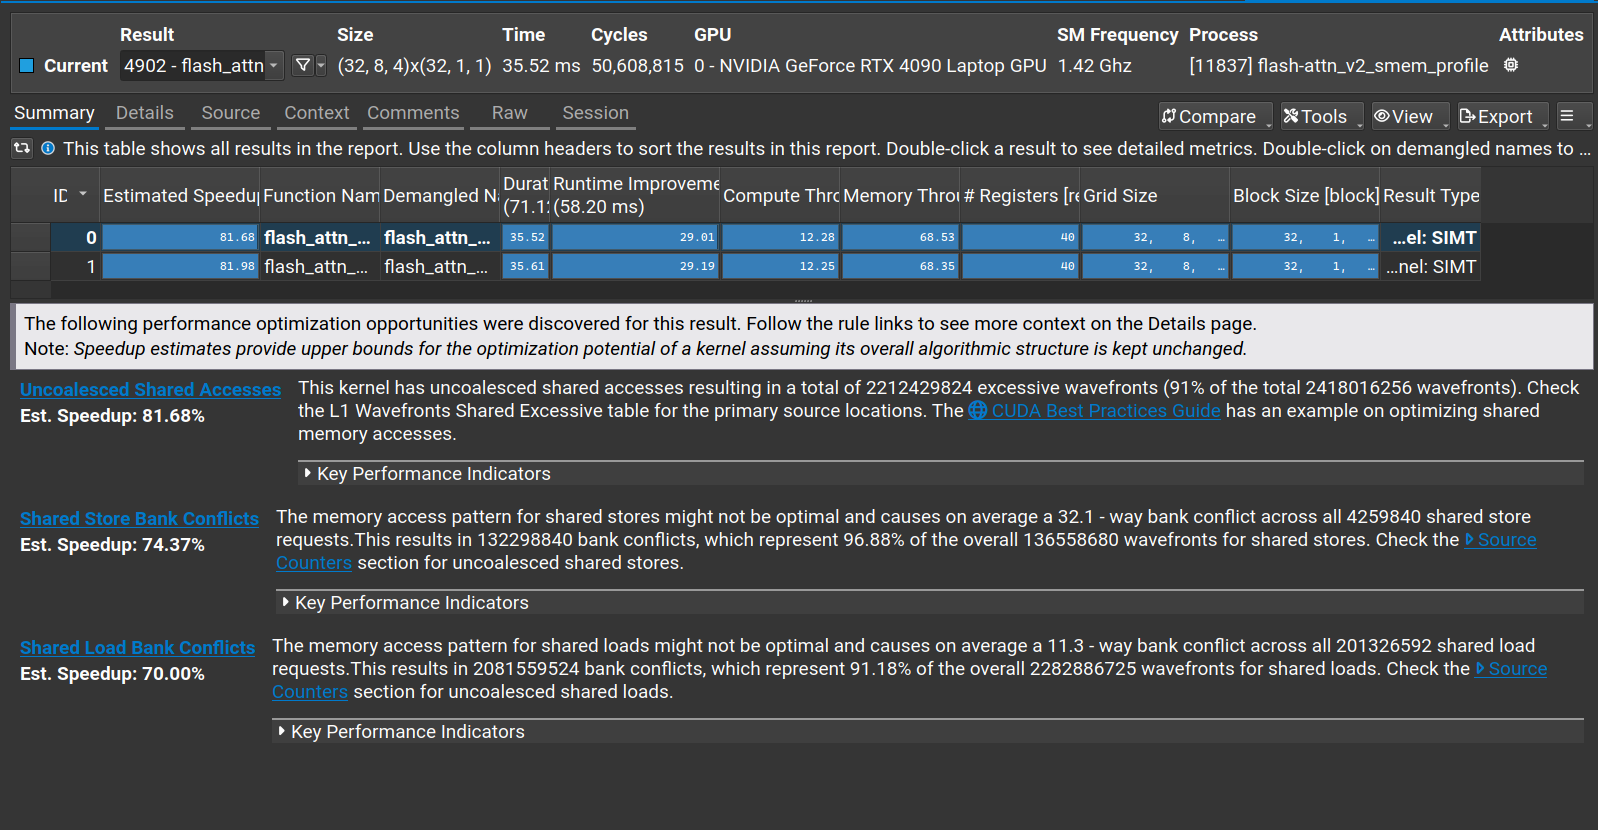 Result Size Time Cycles GPU SM Frequency Process Attributes
Current 4902 - flash_attn (32, 8, 4)x(32, 1, 1) 35.52 ms 50,608,815 0 - NVIDIA GeForce RTX 4090 Laptop GPU 1.42 Ghz [11837] flash-attn_v2_smem_profile
Summary Details Source Context Comments Raw Session Compare Tools View Export
This table shows all results in the report. Use the column headers to sort the results in this report. Double-click a result to see detailed metrics. Double-click on demangled names to ...
ID Estimated Speedup Function Nam Demangled Na Durat Runtime Improveme Compute Thro Memory Throu # Registers [re Grid Size Block Size [block] Result Type
(71.12 (58.20 ms)
0 81.68 flash_attn_... flash_attn_... 35.52 29.01 12.28 68.53 40 32, 8, ... 32, 1, ... ...el: SIMT
1 81.98 flash_attn_... flash_attn_... 35.61 29.19 12.25 68.35 40 32, 8, ... 32, 1, ... ...nel: SIMT
The following performance optimization opportunities were discovered for this result. Follow the rule links to see more context on the Details page.
Note: Speedup estimates provide upper bounds for the optimization potential of a kernel assuming its overall algorithmic structure is kept unchanged.
Uncoalesced Shared Accesses
Est. Speedup: 81.68%
This kernel has uncoalesced shared accesses resulting in a total of 2212429824 excessive wavefronts (91% of the total 2418016256 wavefronts). Check
the L1 Wavefronts Shared Excessive table for the primary source locations. The CUDA Best Practices Guide has an example on optimizing shared
memory accesses.
Key Performance Indicators
Shared Store Bank Conflicts
Est. Speedup: 74.37%
The memory access pattern for shared stores might not be optimal and causes on average a 32.1 - way bank conflict across all 4259840 shared store
requests.This results in 132298840 bank conflicts, which represent 96.88% of the overall 136558680 wavefronts for shared stores. Check the Source
Counters section for uncoalesced shared stores.
Key Performance Indicators
Shared Load Bank Conflicts
Est. Speedup: 70.00%
The memory access pattern for shared loads might not be optimal and causes on average a 11.3 - way bank conflict across all 201326592 shared load
requests.This results in 2081559524 bank conflicts, which represent 91.18% of the overall 2282886725 wavefronts for shared loads. Check the Source
Counters section for uncoalesced shared loads.
Key Performance Indicators